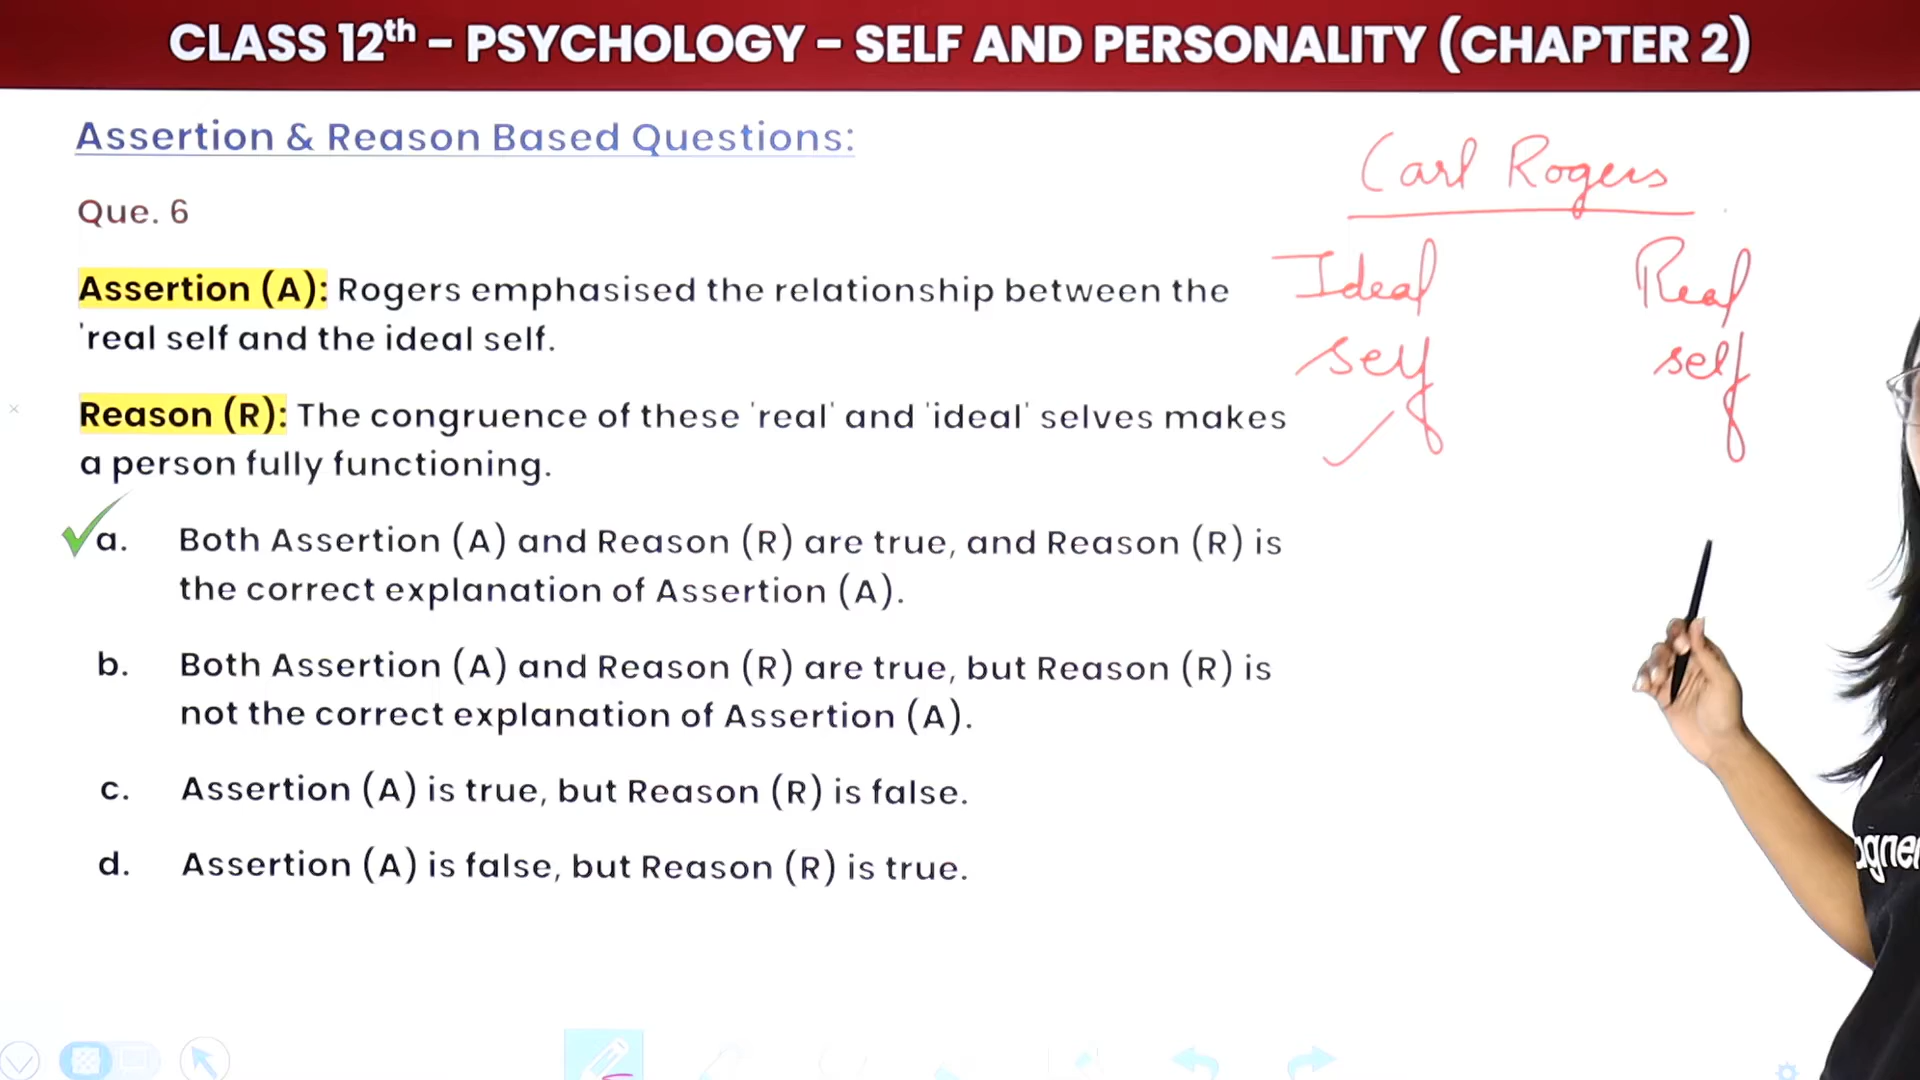 CLASS 12th – PSYCHOLOGY – SELF AND PERSONALITY (CHAPTER 2)
Assertion & Reason Based Questions:
Que. 6
Assertion (A): Rogers emphasised the relationship between the
'real self and the ideal self.
Reason (R): The congruence of these 'real' and 'ideal' selves makes
a person fully functioning.
a. Both Assertion (A) and Reason (R) are true, and Reason (R) is
the correct explanation of Assertion (A).
b. Both Assertion (A) and Reason (R) are true, but Reason (R) is
not the correct explanation of Assertion (A).
c. Assertion (A) is true, but Reason (R) is false.
d. Assertion (A) is false, but Reason (R) is true.
Carl Rogers
Ideal Real
self self